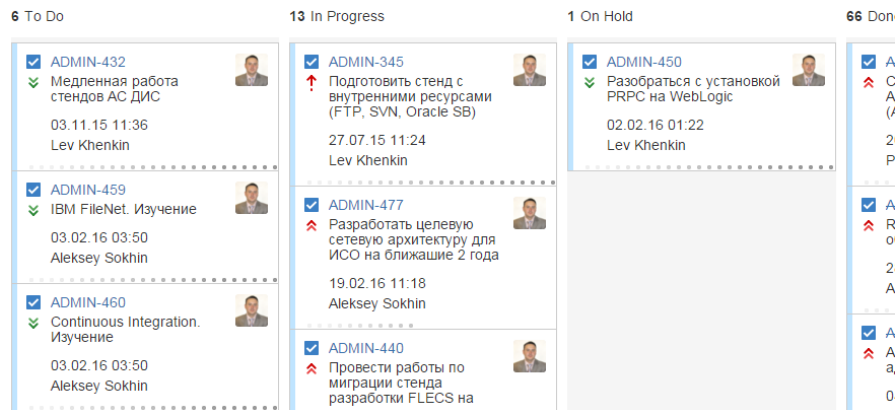 6 To Do
ADMIN-432
Медленная работа
стендов АС ДИС
03.11.15 11:36
Lev Khenkin
ADMIN-459
IBM FileNet. Изучение
03.02.16 03:50
Aleksey Sokhin
ADMIN-460
Continuous Integration.
Изучение
03.02.16 03:50
Aleksey Sokhin
13 In Progress
ADMIN-345
Подготовить стенд с
внутренними ресурсами
(FTP, SVN, Oracle SB)
27.07.15 11:24
Lev Khenkin
ADMIN-477
Разработать целевую
сетевую архитектуру для
ИСО на ближашие 2 года
19.02.16 11:18
Aleksey Sokhin
ADMIN-440
Провести работы по
миграции стенда
разработки FLECS на
1 On Hold
ADMIN-450
Разобраться с установкой
PRPC на WebLogic
02.02.16 01:22
Lev Khenkin
66